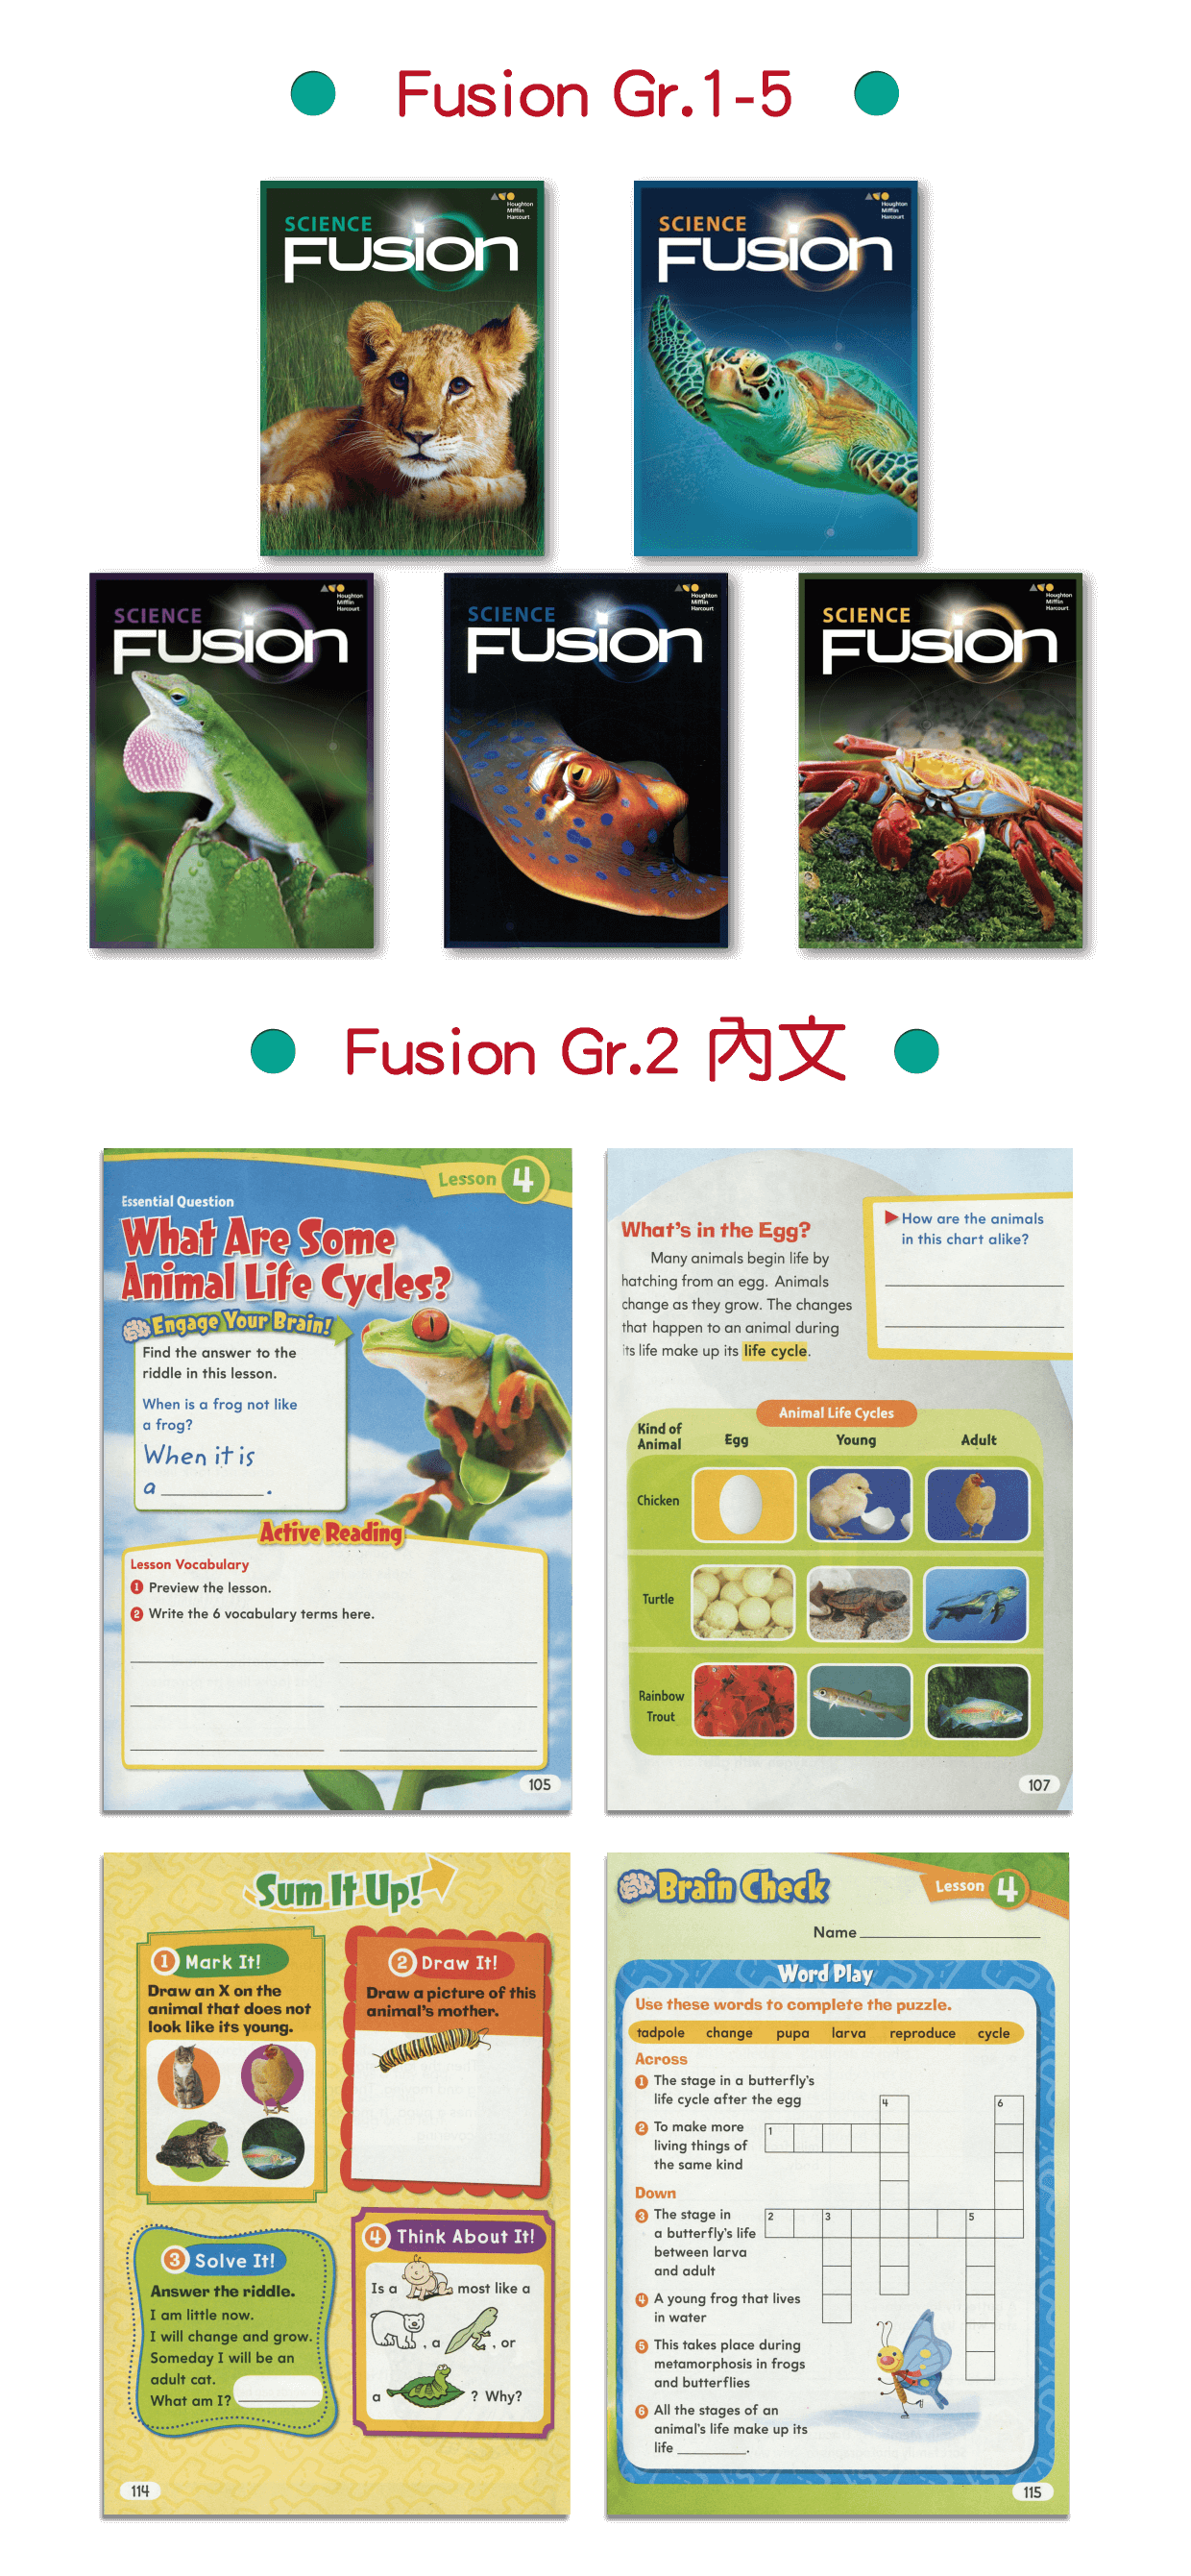 Fusion Gr.1-5
Houghton
Mifflin
Harcourt
SCIENCE
Fusion
Houghton
Mifflin
Harcourt
SCIENCE
Fusion
Houghton
Mifflin
Harcourt
SCIENCE
Fusion
Houghton
Mifflin
Harcourt
SCIENCE
Fusion
Houghton
Mifflin
Harcourt
SCIENCE
Fusion
Fusion Gr.2 內文
Lesson 4
Essential Question
What Are Some
Animal Life Cycles?
Engage Your Brain!
Find the answer to the
riddle in this lesson.
When is a frog not like
a frog?
When it is
a ________ .
Active Reading
Lesson Vocabulary
1 Preview the lesson.
2 Write the 6 vocabulary terms here.
105
What's in the Egg?
Many animals begin life by
hatching from an egg. Animals
change as they grow. The changes
that happen to an animal during
its life make up its life cycle.
How are the animals
in this chart alike?
Animal Life Cycles
Kind of
Animal
Egg
Young
Adult
Chicken
Turtle
Rainbow
Trout
107
Sum It Up!
1 Mark It!
Draw an X on the
animal that does not
look like its young.
2 Draw It!
Draw a picture of this
animal's mother.
3 Solve It!
Answer the riddle.
I am little now.
I will change and grow.
Someday I will be an
adult cat.
What am I? ________
4 Think About It!
Is a most like a
, a , or
a ? Why?
114
Brain Check
Lesson 4
Name ________
Word Play
Use these words to complete the puzzle.
tadpole change pupa larva reproduce cycle
Across
1 The stage in a butterfly's
life cycle after the egg
2 To make more
living things of
the same kind
Down
3 The stage in
a butterfly's life
between larva
and adult
4 A young frog that lives
in water
5 This takes place during
metamorphosis in frogs
and butterflies
6 All the stages of an
animal's life make up its
life ________.
4
6
1
2
3
5
115